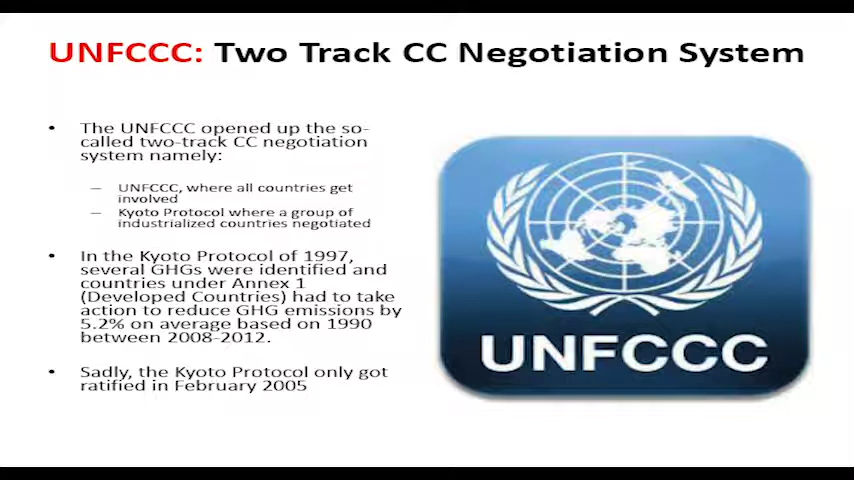 UNFCCC: Two Track CC Negotiation System
• The UNFCCC opened up the so-
called two-track CC negotiation
system namely:
– UNFCCC, where all countries get
involved
– Kyoto Protocol where a group of
industrialized countries negotiated
• In the Kyoto Protocol of 1997,
several GHGs were identified and
countries under Annex 1
(Developed Countries) had to take
action to reduce GHG emissions by
5.2% on average based on 1990
between 2008-2012.
• Sadly, the Kyoto Protocol only got
ratified in February 2005
UNFCCC